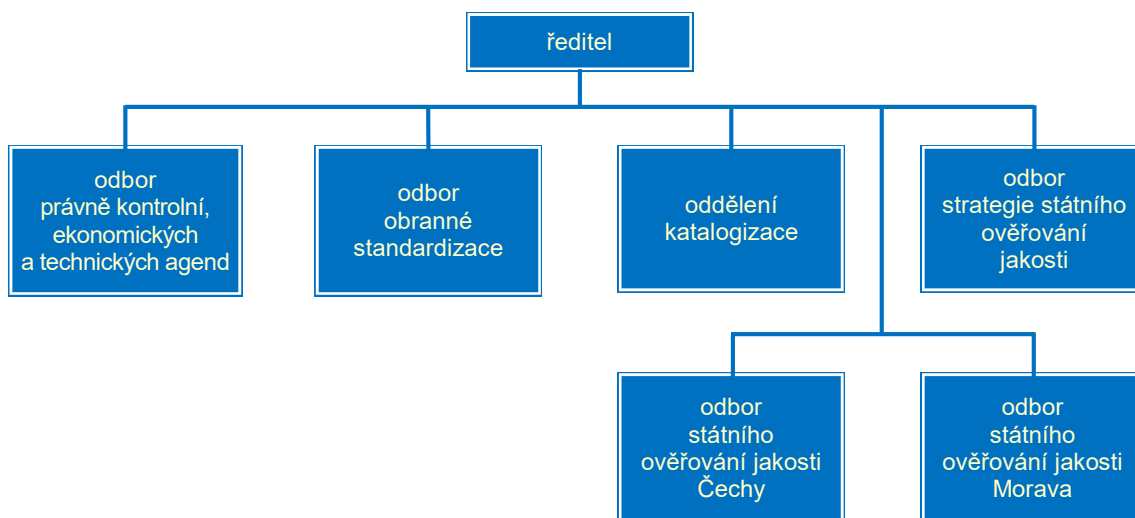 ředitel
odbor
právně kontrolní,
ekonomických
a technických agend
odbor
obranné
standardizace
oddělení
katalogizace
odbor
strategie státního
ověřování
jakosti
odbor
státního
ověřování jakosti
Čechy
odbor
státního
ověřování jakosti
Morava